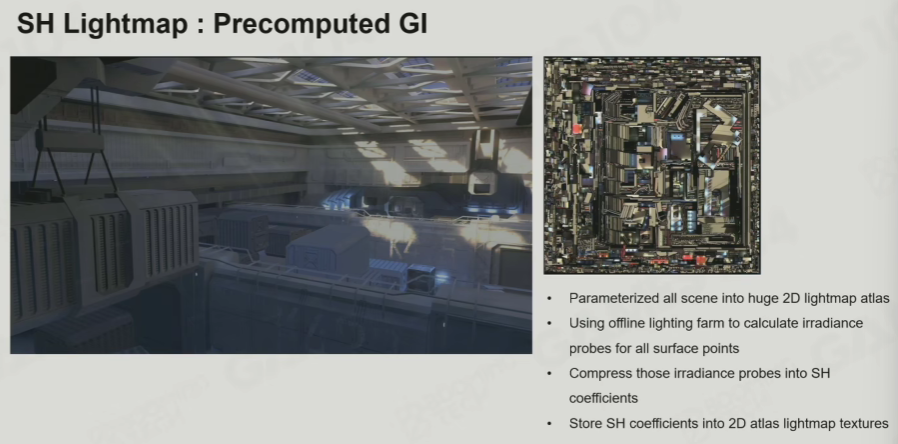 SH Lightmap : Precomputed GI
• Parameterized all scene into huge 2D lightmap atlas
• Using offline lighting farm to calculate irradiance
probes for all surface points
• Compress those irradiance probes into SH
coefficients
• Store SH coefficients into 2D atlas lightmap textures